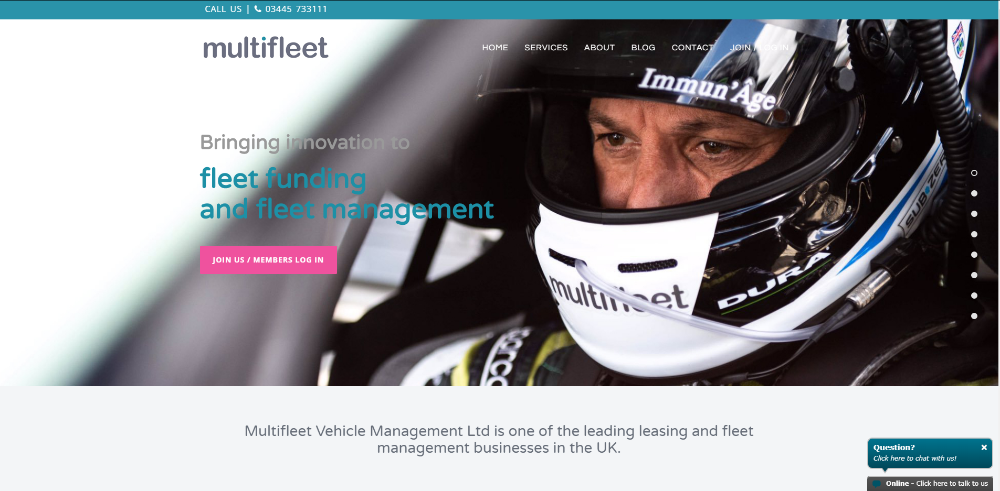 CALL US | 03445 733111
multifleet
HOME SERVICES ABOUT BLOG CONTACT JOIN / LOG IN
Immun'Âge
Bringing innovation to
fleet funding
and fleet management
JOIN US / MEMBERS LOG IN
SUB ZERO
DURA
multifleet
sparco
Multifleet Vehicle Management Ltd is one of the leading leasing and fleet
management businesses in the UK.
Question?
Click here to chat with us!
Online - Click here to talk to us